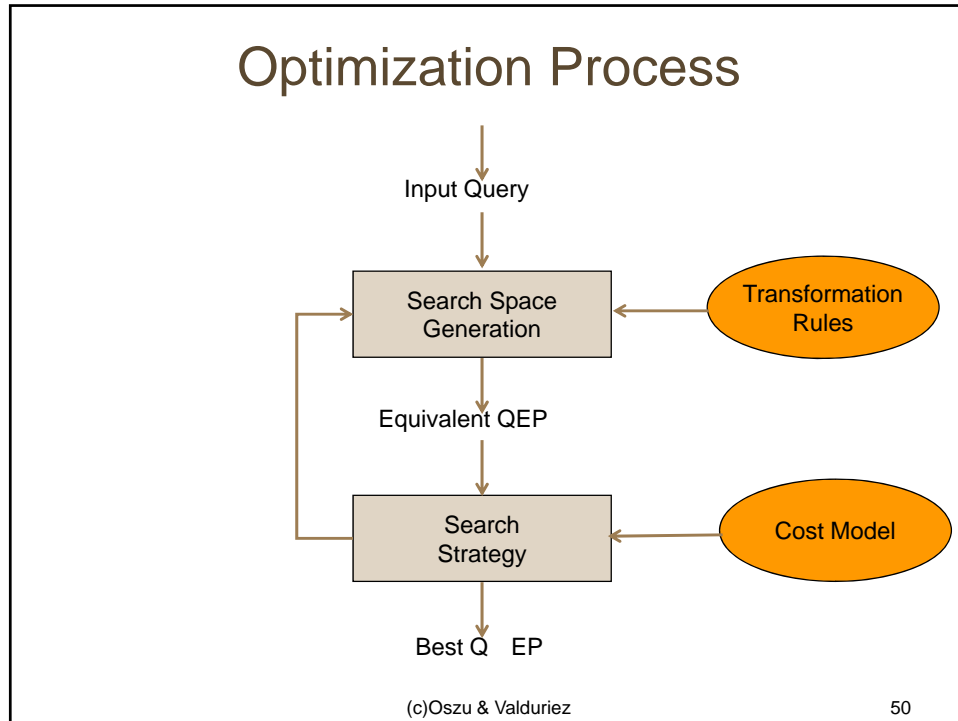 Optimization Process
Input Query
Search Space
Generation
Transformation
Rules
Equivalent QEP
Search
Strategy
Cost Model
Best Q EP
(c)Oszu & Valduriez
50